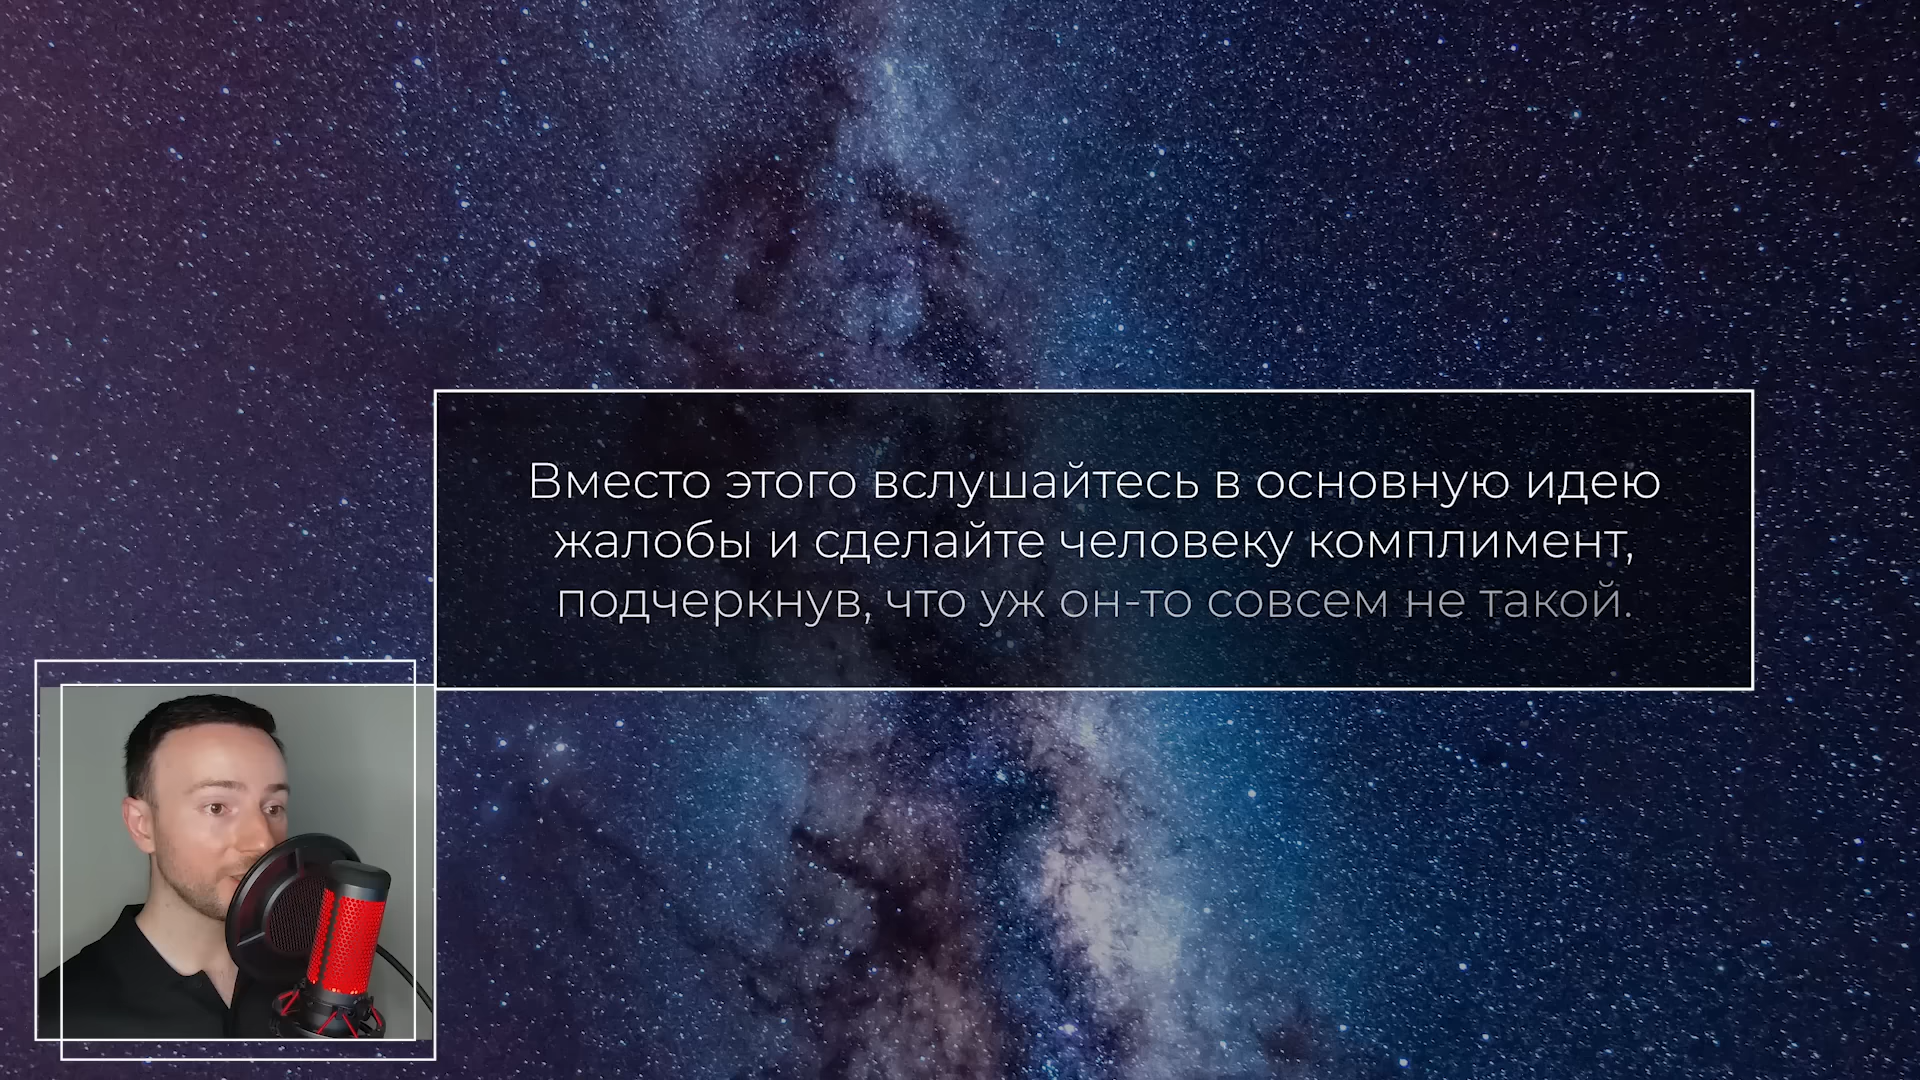 Вместо этого вслушайтесь в основную идею
жалобы и сделайте человеку комплимент,
подчеркнув, что уж он-то совсем не такой.